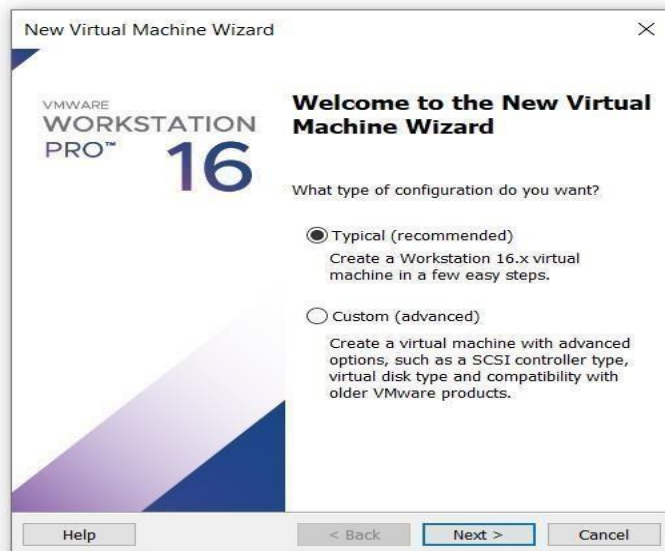 New Virtual Machine Wizard
VMWARE
WORKSTATION
PRO™ 16
Welcome to the New Virtual
Machine Wizard
What type of configuration do you want?
Typical (recommended)
Create a Workstation 16.x virtual
machine in a few easy steps.
Custom (advanced)
Create a virtual machine with advanced
options, such as a SCSI controller type,
virtual disk type and compatibility with
older VMware products.
Help < Back Next > Cancel